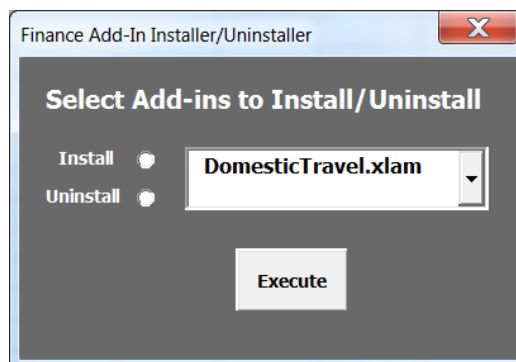 Finance Add-In Installer/Uninstaller
Select Add-ins to Install/Uninstall
Install
DomesticTravel.xlam
Uninstall
Execute